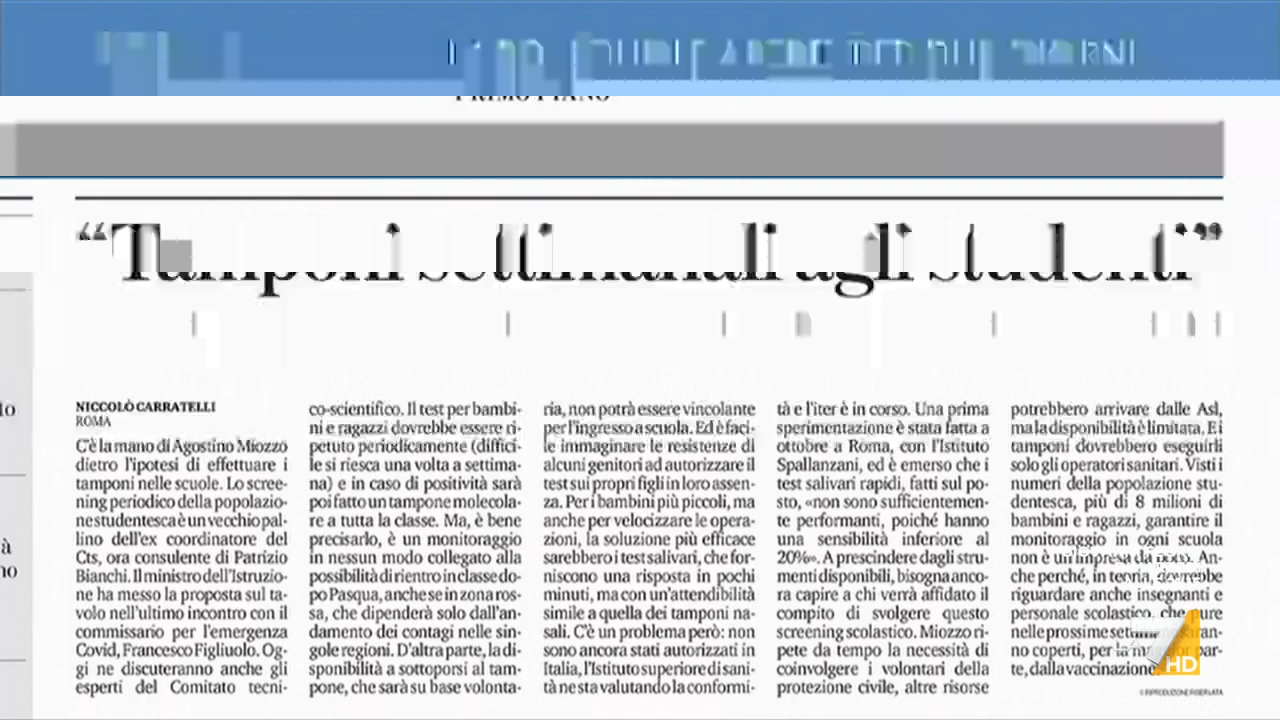 PRIMO PIANO
“Tamponi settimanali agli studenti”
NICCOLÒ CARRATELLI
ROMA
C'è la mano di Agostino Miozzo
dietro l'ipotesi di effettuare i
tamponi nelle scuole. Lo scree-
ning periodico della popolazio-
ne studentesca è un vecchio pal-
lino dell'ex coordinatore del
Cts, ora consulente di Patrizio
Bianchi. Il ministro dell'Istruzio-
ne ha messo la proposta sul ta-
volo nell'ultimo incontro con il
commissario per l'emergenza
Covid, Francesco Figliuolo. Og-
gi ne discuteranno anche gli
esperti del Comitato tecni-
co-scientifico. Il test per bambi-
ni e ragazzi dovrebbe essere ri-
petuto periodicamente (diffici-
le si riesca una volta a settima-
na) e in caso di positività sarà
poi fatto un tampone molecola-
re a tutta la classe. Ma, è bene
precisarlo, è un monitoraggio
in nessun modo collegato alla
possibilità di rientro in classe do-
po Pasqua, anche se in zona ros-
sa, che dipenderà solo dall'an-
damento dei contagi nelle sin-
gole regioni. D'altra parte, la di-
sponibilità a sottoporsi al tam-
pone, che sarà su base volonta-
ria, non potrà essere vincolante
per l'ingresso a scuola. Ed è faci-
le immaginare le resistenze di
alcuni genitori ad autorizzare il
test sui propri figli in loro assen-
za. Per i bambini più piccoli, ma
anche per velocizzare le opera-
zioni, la soluzione più efficace
sarebbero i test salivari, che for-
niscono una risposta in pochi
minuti, ma con un'attendibilità
simile a quella dei tamponi na-
sali. C'è un problema però: non
sono ancora stati autorizzati in
Italia, l'Istituto superiore di sani-
tà ne sta valutando la conformi-
tà e l'iter è in corso. Una prima
sperimentazione è stata fatta a
ottobre a Roma, con l'Istituto
Spallanzani, ed è emerso che i
test salivari rapidi, fatti sul po-
sto, «non sono sufficientemen-
te performanti, poiché hanno
una sensibilità inferiore al
20%». A prescindere dagli stru-
menti disponibili, bisogna anco-
ra capire a chi verrà affidato il
compito di svolgere questo
screening scolastico. Miozzo ri-
pete da tempo la necessità di
coinvolgere i volontari della
protezione civile, altre risorse
potrebbero arrivare dalle Asl,
ma la disponibilità è limitata. E i
tamponi dovrebbero eseguirli
solo gli operatori sanitari. Visti i
numeri della popolazione stu-
dentesca, più di 8 milioni di
bambini e ragazzi, garantire il
monitoraggio in ogni scuola
non è un'impresa da poco. An-
che perché, in teoria, dovrebbe
riguardare anche insegnanti e
personale scolastico, che pure
nelle prossime settimane saran-
no coperti, per la maggior par-
te, dalla vaccinazione.
© RIPRODUZIONE RISERVATA
HD